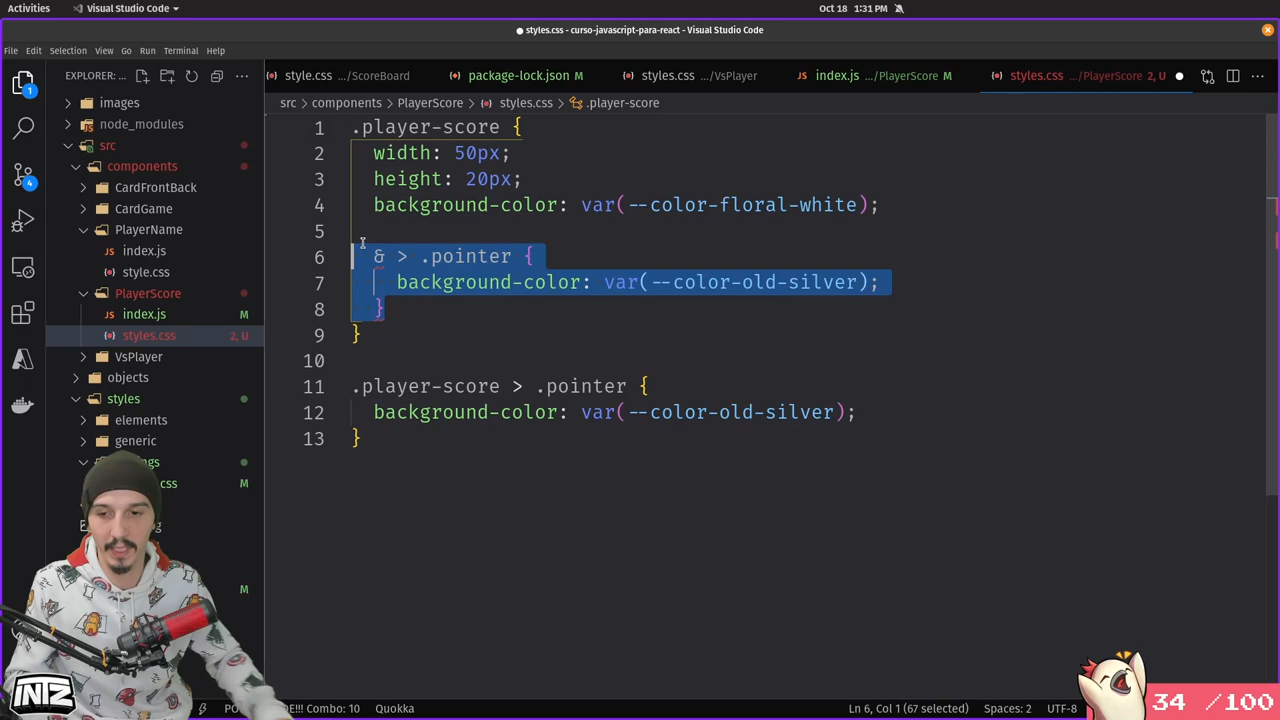 Activities
Visual Studio Code
Oct 18 1:31 PM
● styles.css - curso-javascript-para-react - Visual Studio Code
File Edit Selection View Go Run Terminal Help
EXPLORER: ...
style.css .../ScoreBoard
package-lock.json M
styles.css .../VsPlayer
index.js .../PlayerScore M
styles.css .../PlayerScore 2, U
src > components > PlayerScore > styles.css > .player-score
1
4
images
node_modules
src
components
CardFrontBack
CardGame
PlayerName
JS index.js
style.css
PlayerScore
JS index.js M
styles.css 2, U
VsPlayer
objects
styles
elements
generic
css M
M
1 .player-score {
2 width: 50px;
3 height: 20px;
4 background-color: var(--color-floral-white);
5
6 & > .pointer {
7 background-color: var(--color-old-silver);
8 }
9 }
10
11 .player-score > .pointer {
12 background-color: var(--color-old-silver);
13 }
INTZ
Combo: 10
Quokka
Ln 6, Col 1 (67 selected)
Spaces: 2
UTF-8
34 /100